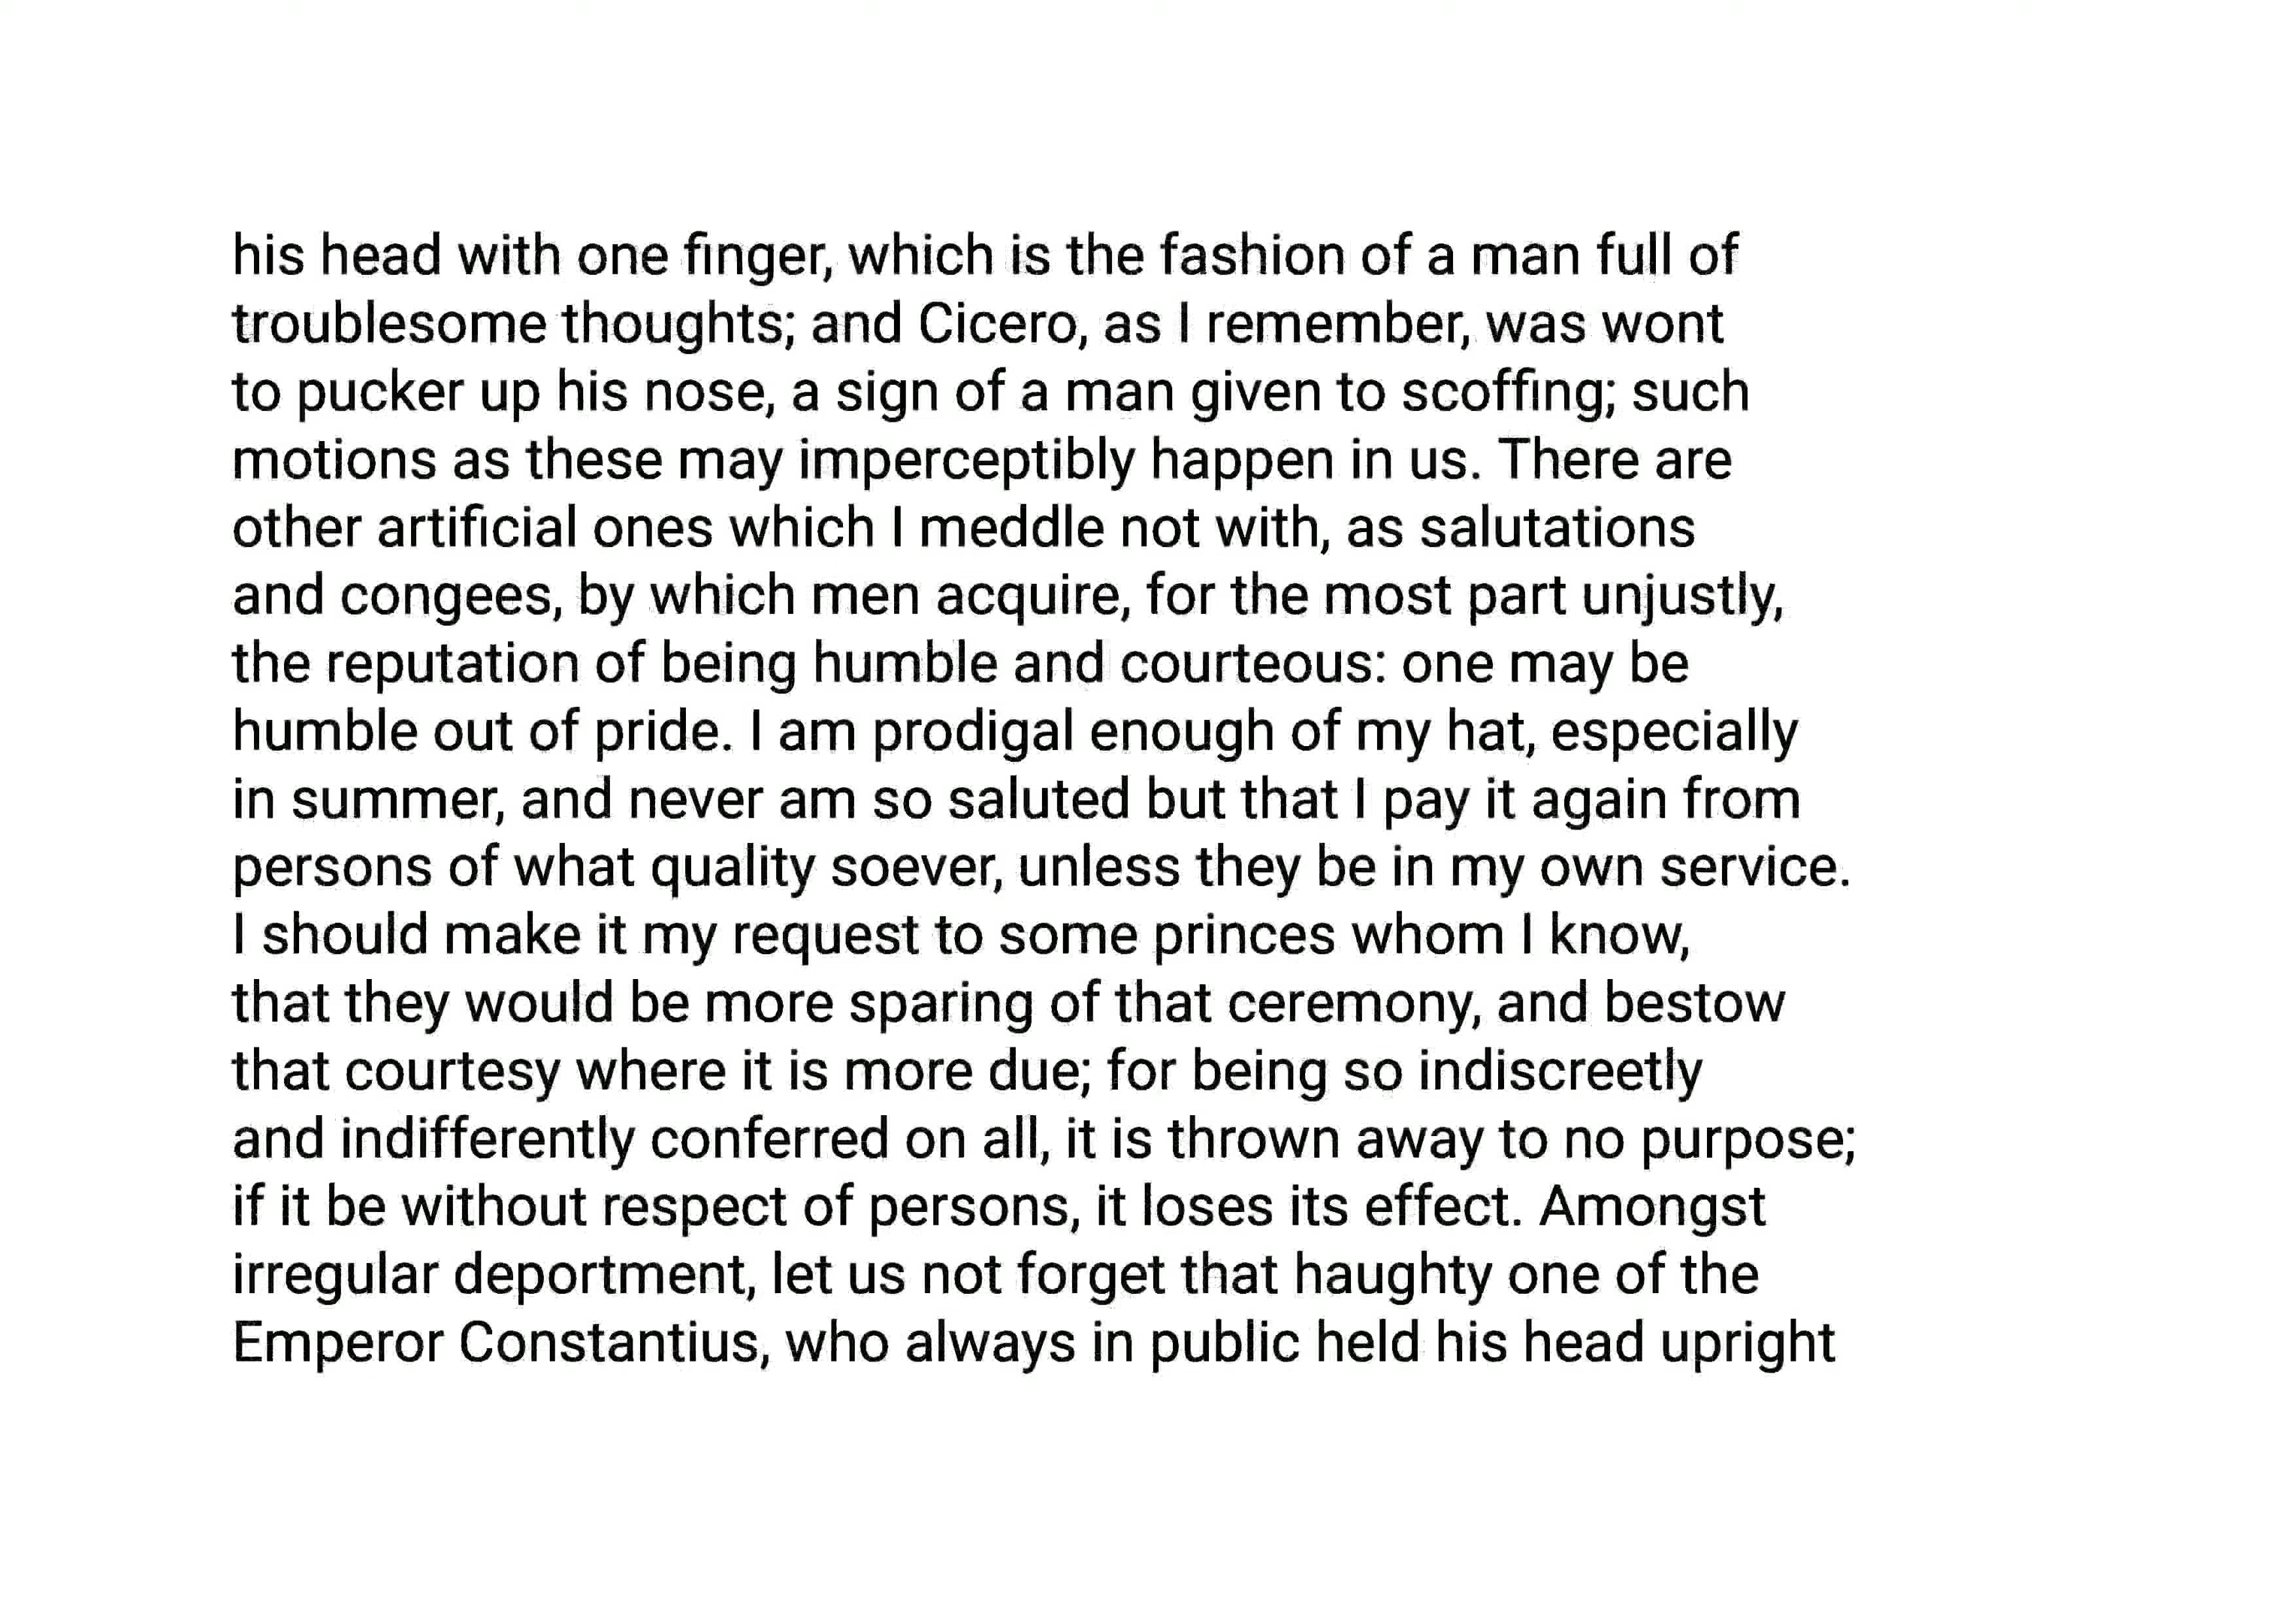 his head with one finger, which is the fashion of a man full of
troublesome thoughts; and Cicero, as I remember, was wont
to pucker up his nose, a sign of a man given to scoffing; such
motions as these may imperceptibly happen in us. There are
other artificial ones which I meddle not with, as salutations
and congees, by which men acquire, for the most part unjustly,
the reputation of being humble and courteous: one may be
humble out of pride. I am prodigal enough of my hat, especially
in summer, and never am so saluted but that I pay it again from
persons of what quality soever, unless they be in my own service.
I should make it my request to some princes whom I know,
that they would be more sparing of that ceremony, and bestow
that courtesy where it is more due; for being so indiscreetly
and indifferently conferred on all, it is thrown away to no purpose;
if it be without respect of persons, it loses its effect. Amongst
irregular deportment, let us not forget that haughty one of the
Emperor Constantius, who always in public held his head upright